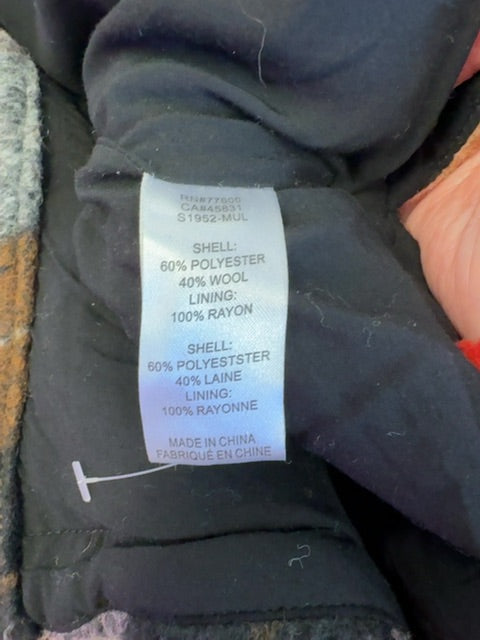 RN#77600
CA#45831
S1952-MUL
SHELL:
60% POLYESTER
40% WOOL
LINING:
100% RAYON
SHELL:
60% POLYESTSTER
40% LAINE
LINING:
100% RAYONNE
MADE IN CHINA
FABRIQUÉ EN CHINE